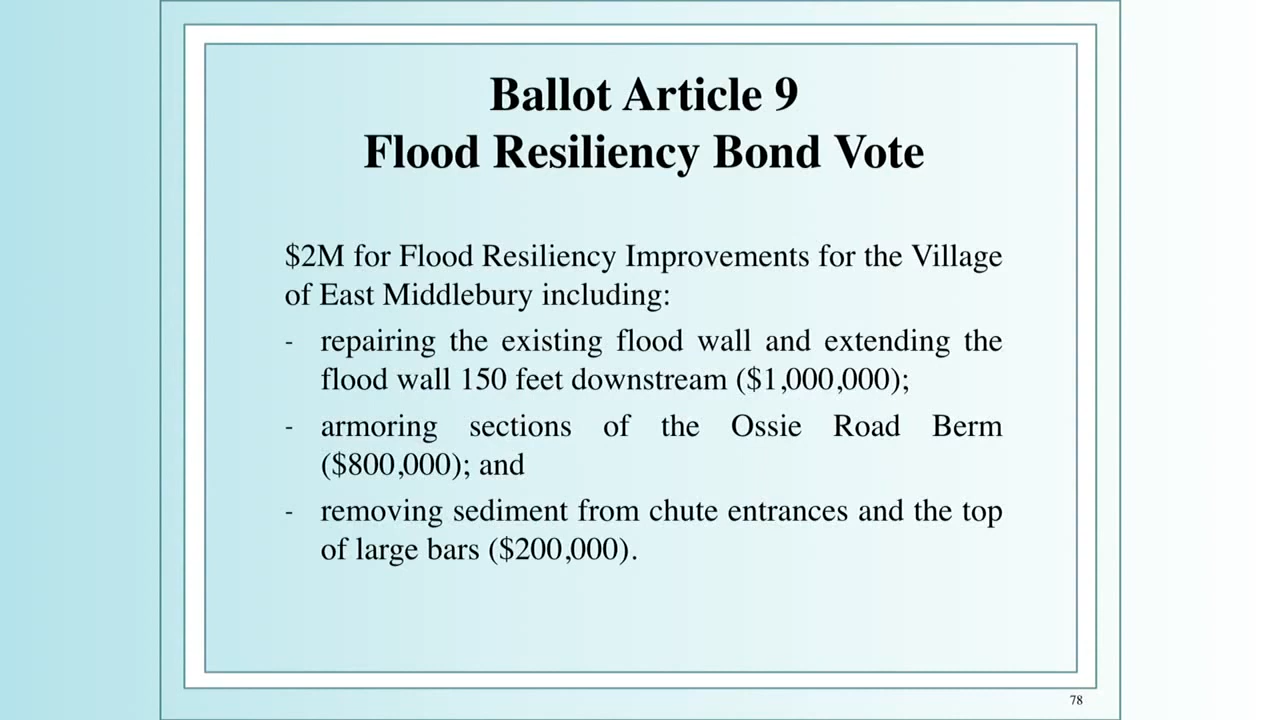 Ballot Article 9
Flood Resiliency Bond Vote
$2M for Flood Resiliency Improvements for the Village
of East Middlebury including:
- repairing the existing flood wall and extending the
flood wall 150 feet downstream ($1,000,000);
- armoring sections of the Ossie Road Berm
($800,000); and
- removing sediment from chute entrances and the top
of large bars ($200,000).
78